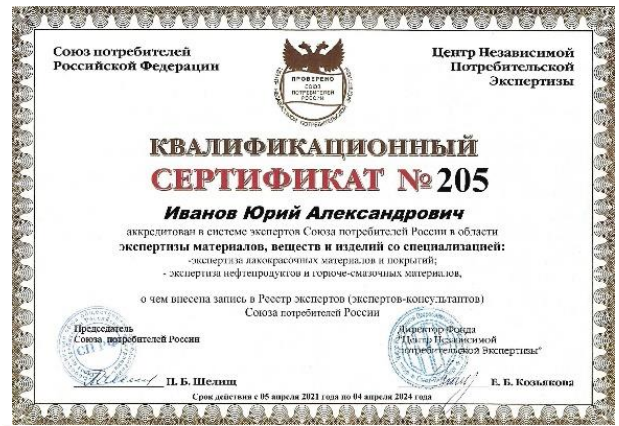 Союз потребителей
Российской Федерации
Центр Независимой
Потребительской
Экспертизы
ПРОВЕРЕНО
СОЮЗ
ПОТРЕБИТЕЛЕЙ
РОССИИ
КВАЛИФИКАЦИОННЫЙ
СЕРТИФИКАТ № 205
Иванов Юрий Александрович
аккредитован в системе экспертов Союза потребителей России в области
экспертизы материалов, веществ и изделий со специализацией:
-экспертиза лакокрасочных материалов и покрытий;
- экспертиза нефтепродуктов и горюче-смазочных материалов,
о чем внесена запись в Реестр экспертов (экспертов-консультантов)
Союза потребителей России
Председатель
Союза потребителей России
П. Б. Шелищ
Директор Фонда
"Центр Независимой
потребительской Экспертизы"
Е. Б. Козьякова
Срок действия с 05 апреля 2021 года по 04 апреля 2024 года